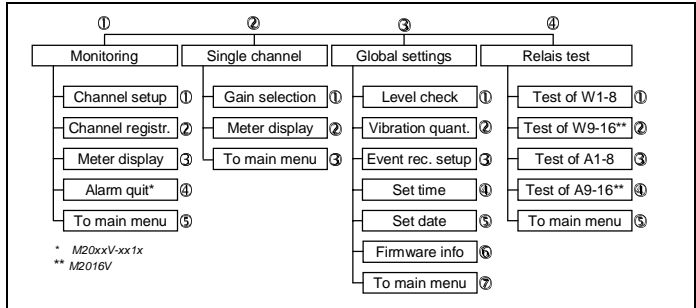 ① ② ③ ④
Monitoring Single channel Global settings Relais test
Channel setup ① Gain selection ① Level check ① Test of W1-8 ①
Channel registr. ② Meter display ② Vibration quant. ② Test of W9-16** ②
Meter display ③ To main menu ③ Event rec. setup ③ Test of A1-8 ③
Alarm quit* ④ Set time ④ Test of A9-16** ④
To main menu ⑤ Set date ⑤ To main menu ⑤
* M20xxV-xx1x Firmware info ⑥
** M2016V
To main menu ⑦